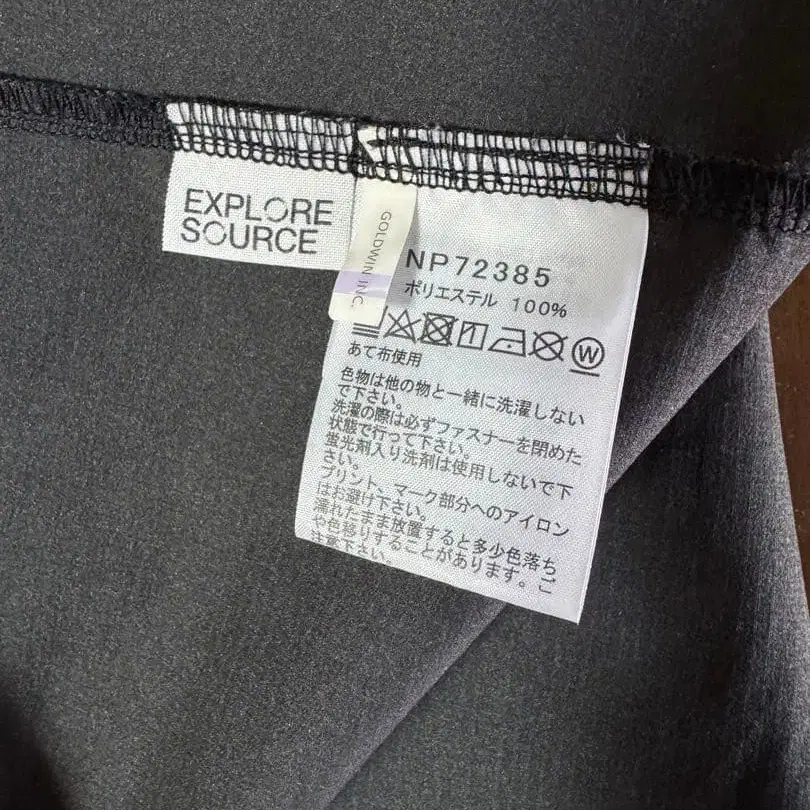 EXPLORE
SOURCE
GOLDWIN INC.
NP72385
ポリエステル 100%
W
あて布使用
色物は他の物と一緒に洗濯しない
で下さい。
洗濯の際は必ずファスナーを閉めた
状態で行って下さい。
蛍光剤入り洗剤は使用しないで下
さい。
プリント、マーク部分へのアイロン
はお避け下さい。
濡れたまま放置すると多少色落ち
や色移りすることがあります。ご
注意下さい。